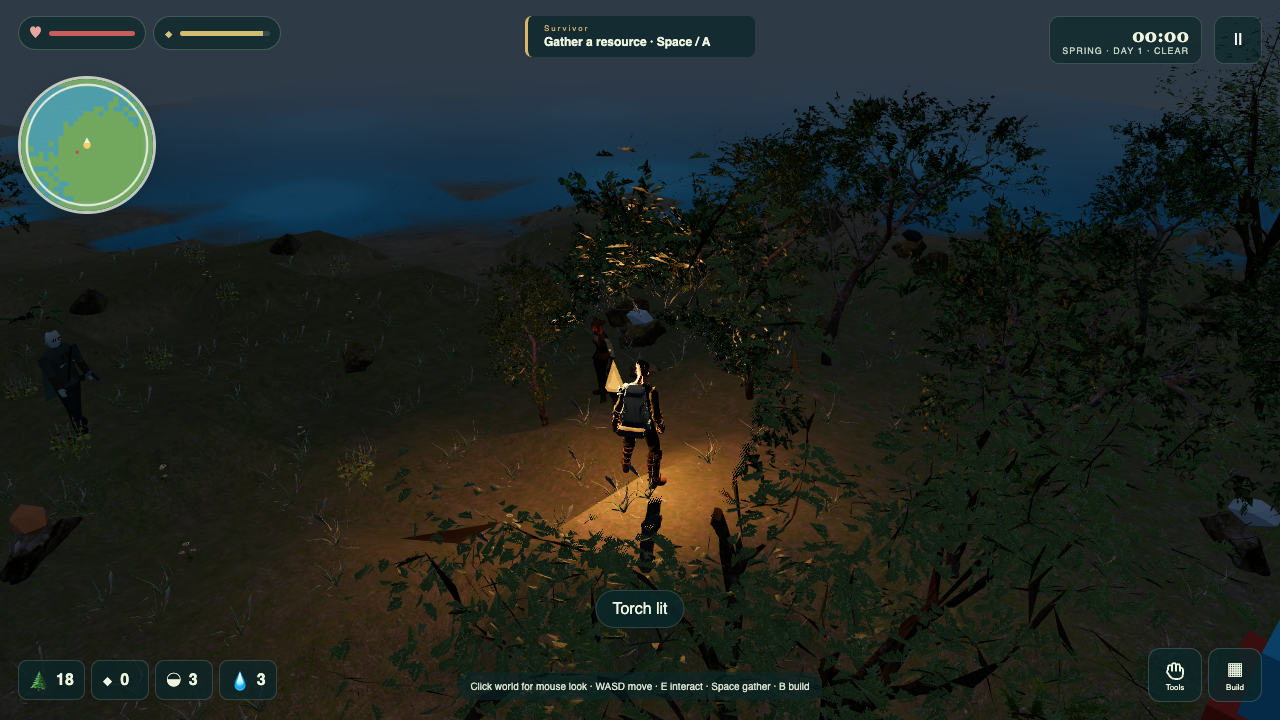 Survivor
Gather a resource · Space / A
00:00
SPRING · DAY 1 · CLEAR
Torch lit
18
0
3
3
Click world for mouse look · WASD move · E interact · Space gather · B build
Tools
Build